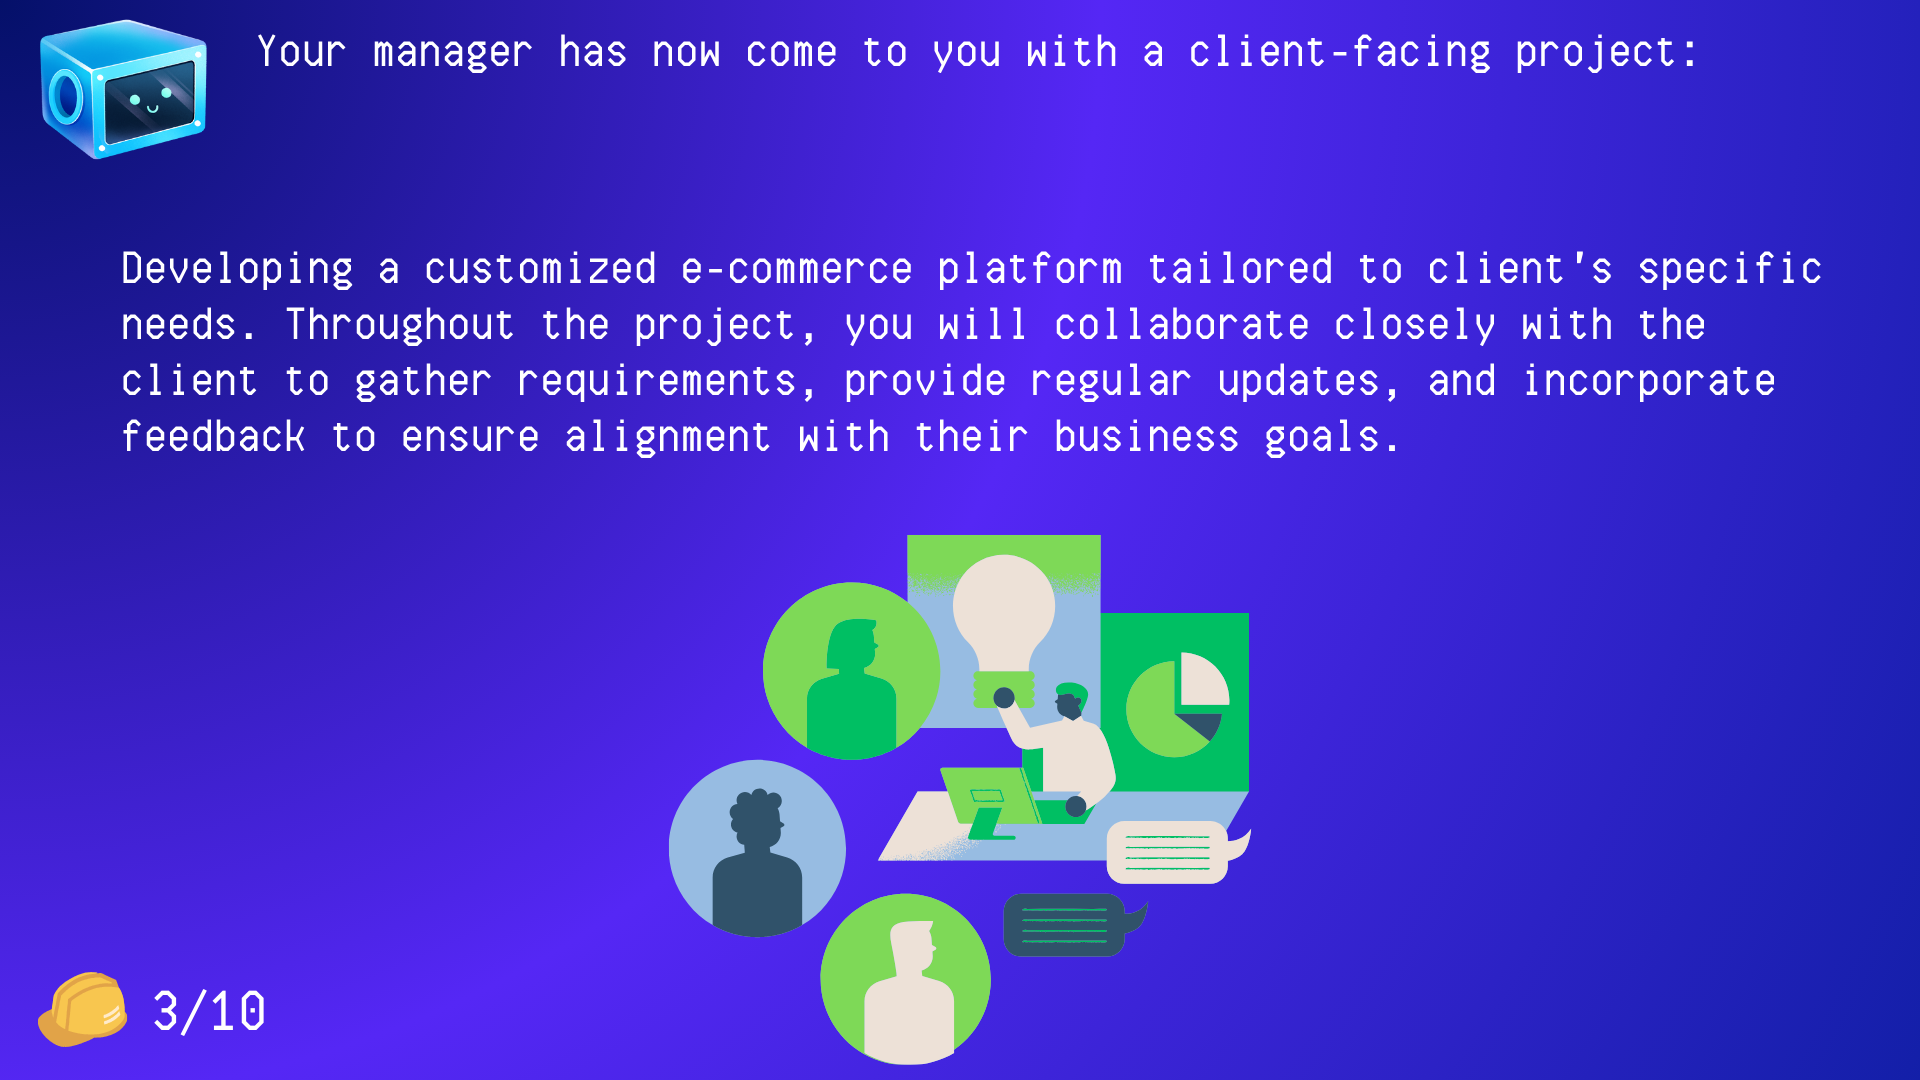 Your manager has now come to you with a client-facing project:
Developing a customized e-commerce platform tailored to client's specific
needs. Throughout the project, you will collaborate closely with the
client to gather requirements, provide regular updates, and incorporate
feedback to ensure alignment with their business goals.
3/10